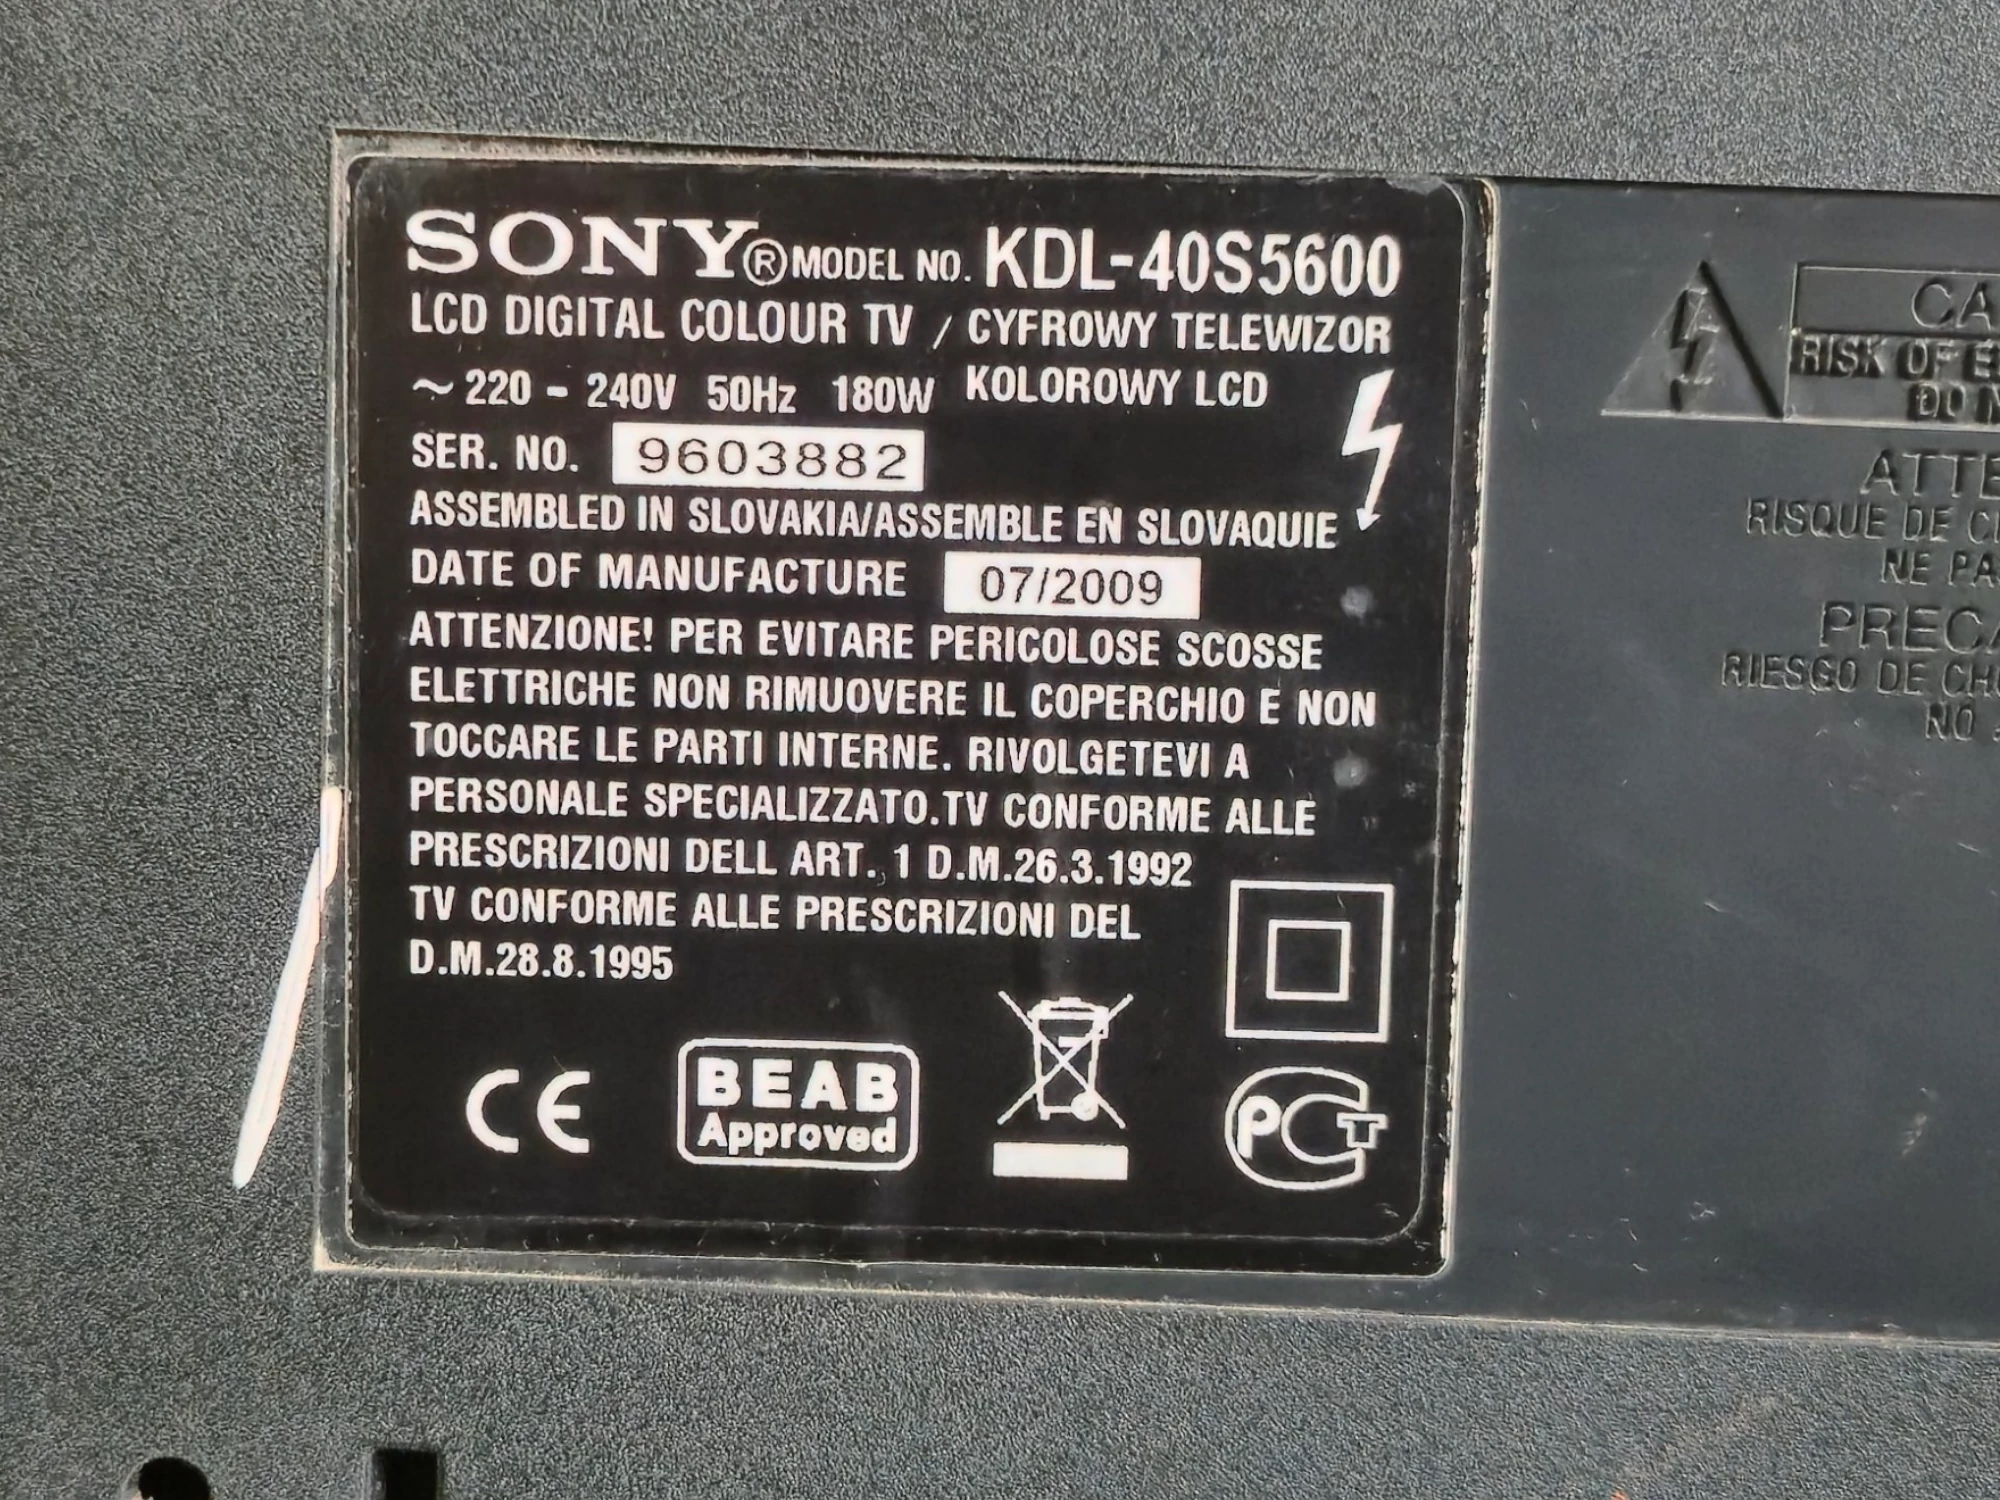 SONY® MODEL NO. KDL-40S5600
LCD DIGITAL COLOUR TV / CYFROWY TELEWIZOR
~ 220 - 240V 50Hz 180W KOLOROWY LCD
SER. NO. 9603882
ASSEMBLED IN SLOVAKIA/ASSEMBLE EN SLOVAQUIE
DATE OF MANUFACTURE 07/2009
ATTENZIONE! PER EVITARE PERICOLOSE SCOSSE
ELETTRICHE NON RIMUOVERE IL COPERCHIO E NON
TOCCARE LE PARTI INTERNE. RIVOLGETEVI A
PERSONALE SPECIALIZZATO.TV CONFORME ALLE
PRESCRIZIONI DELL ART. 1 D.M.26.3.1992
TV CONFORME ALLE PRESCRIZIONI DEL
D.M.28.8.1995
CE
BEAB
Approved
PCT
RISK OF
DO
RISQUE DE
NE
RIESGO DE
NO